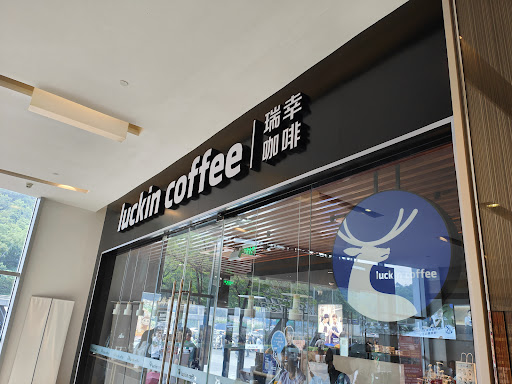 luckin coffee
瑞幸
咖啡
luckin coffee